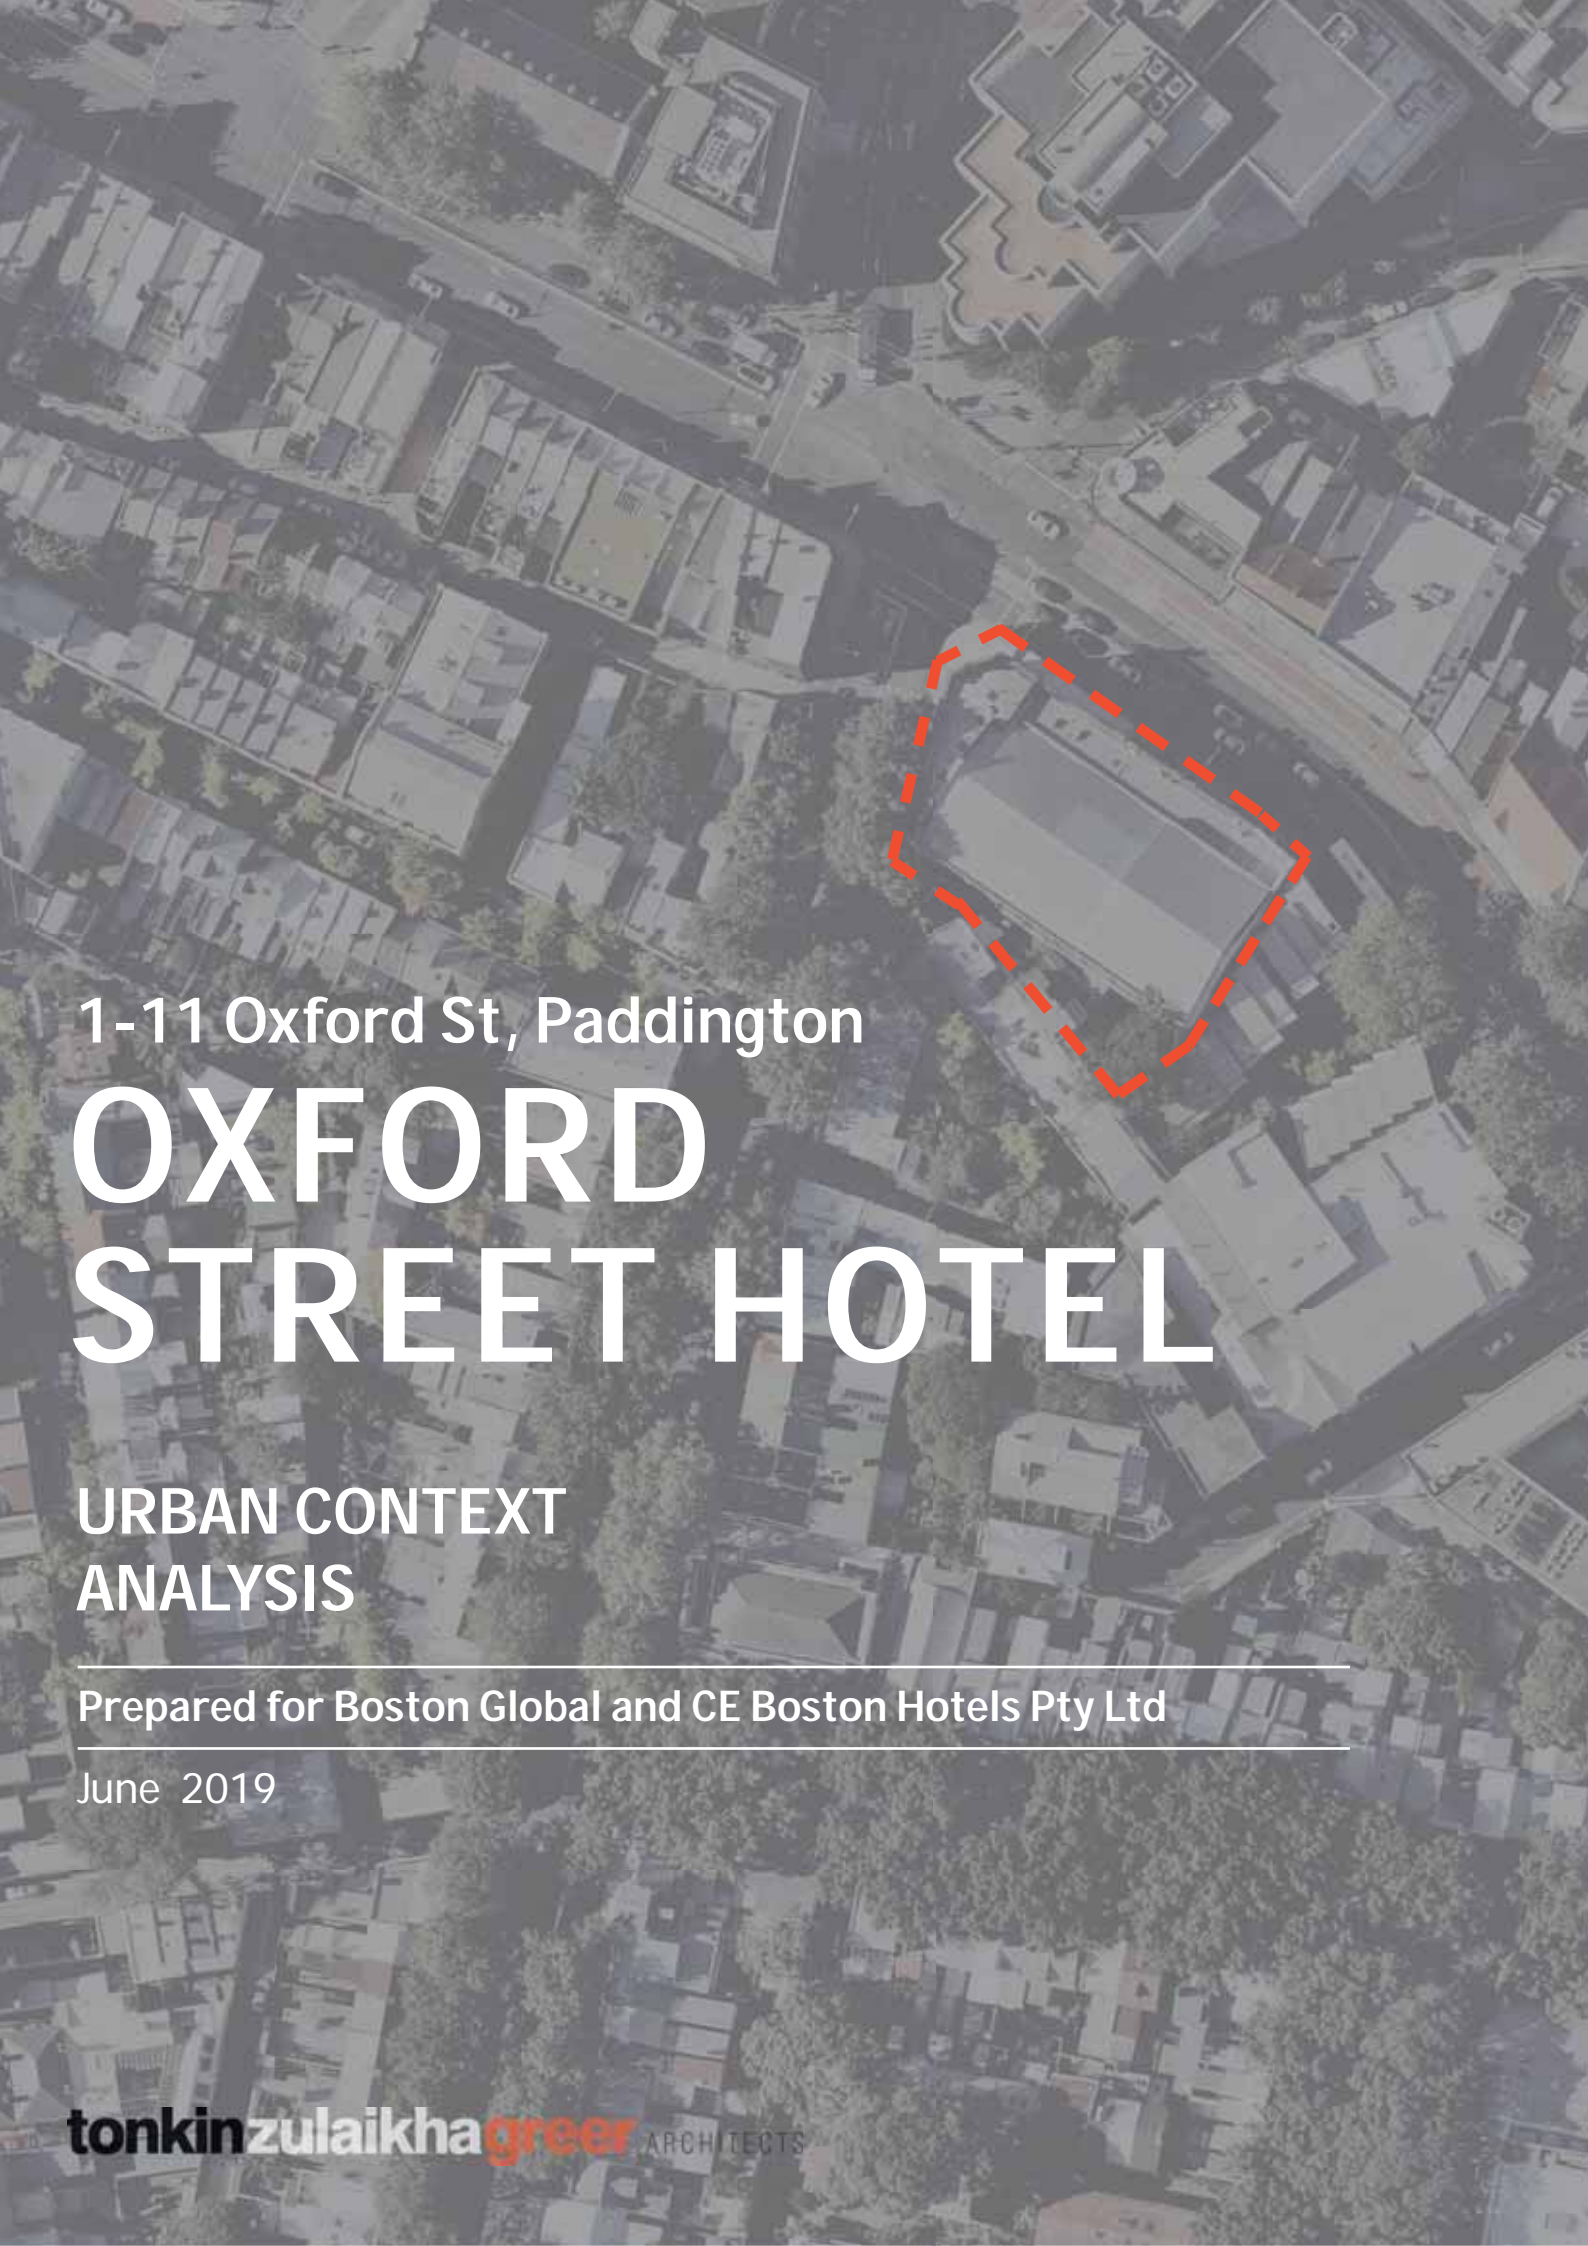 1-11 Oxford St, Paddington
OXFORD
STREET HOTEL
URBAN CONTEXT
ANALYSIS
Prepared for Boston Global and CE Boston Hotels Pty Ltd
June 2019
tonkinzulaikhagreer ARCHITECTS